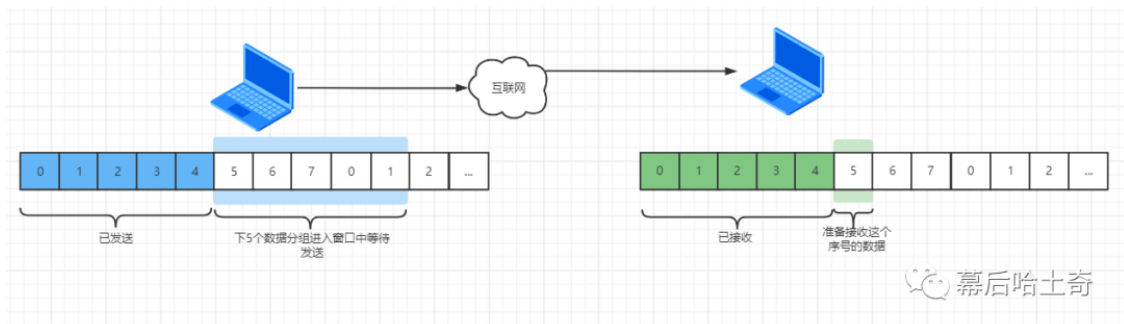 互联网
0 1 2 3 4 5 6 7 0 1 2 ...
0 1 2 3 4 5 6 7 0 1 2 ...
已发送
下5个数据分组进入窗口中等待
发送
已接收
准备接收这个
序号的数据
幕后哈土奇